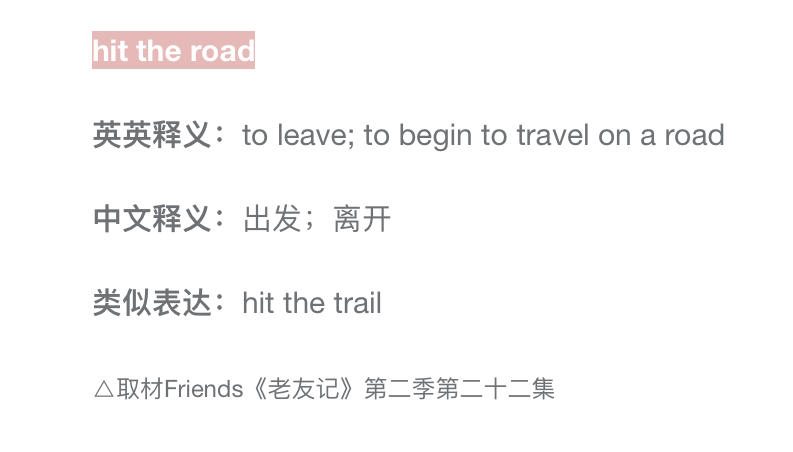 hit the road
英英释义：to leave; to begin to travel on a road
中文释义：出发；离开
类似表达：hit the trail
△取材Friends《老友记》第二季第二十二集